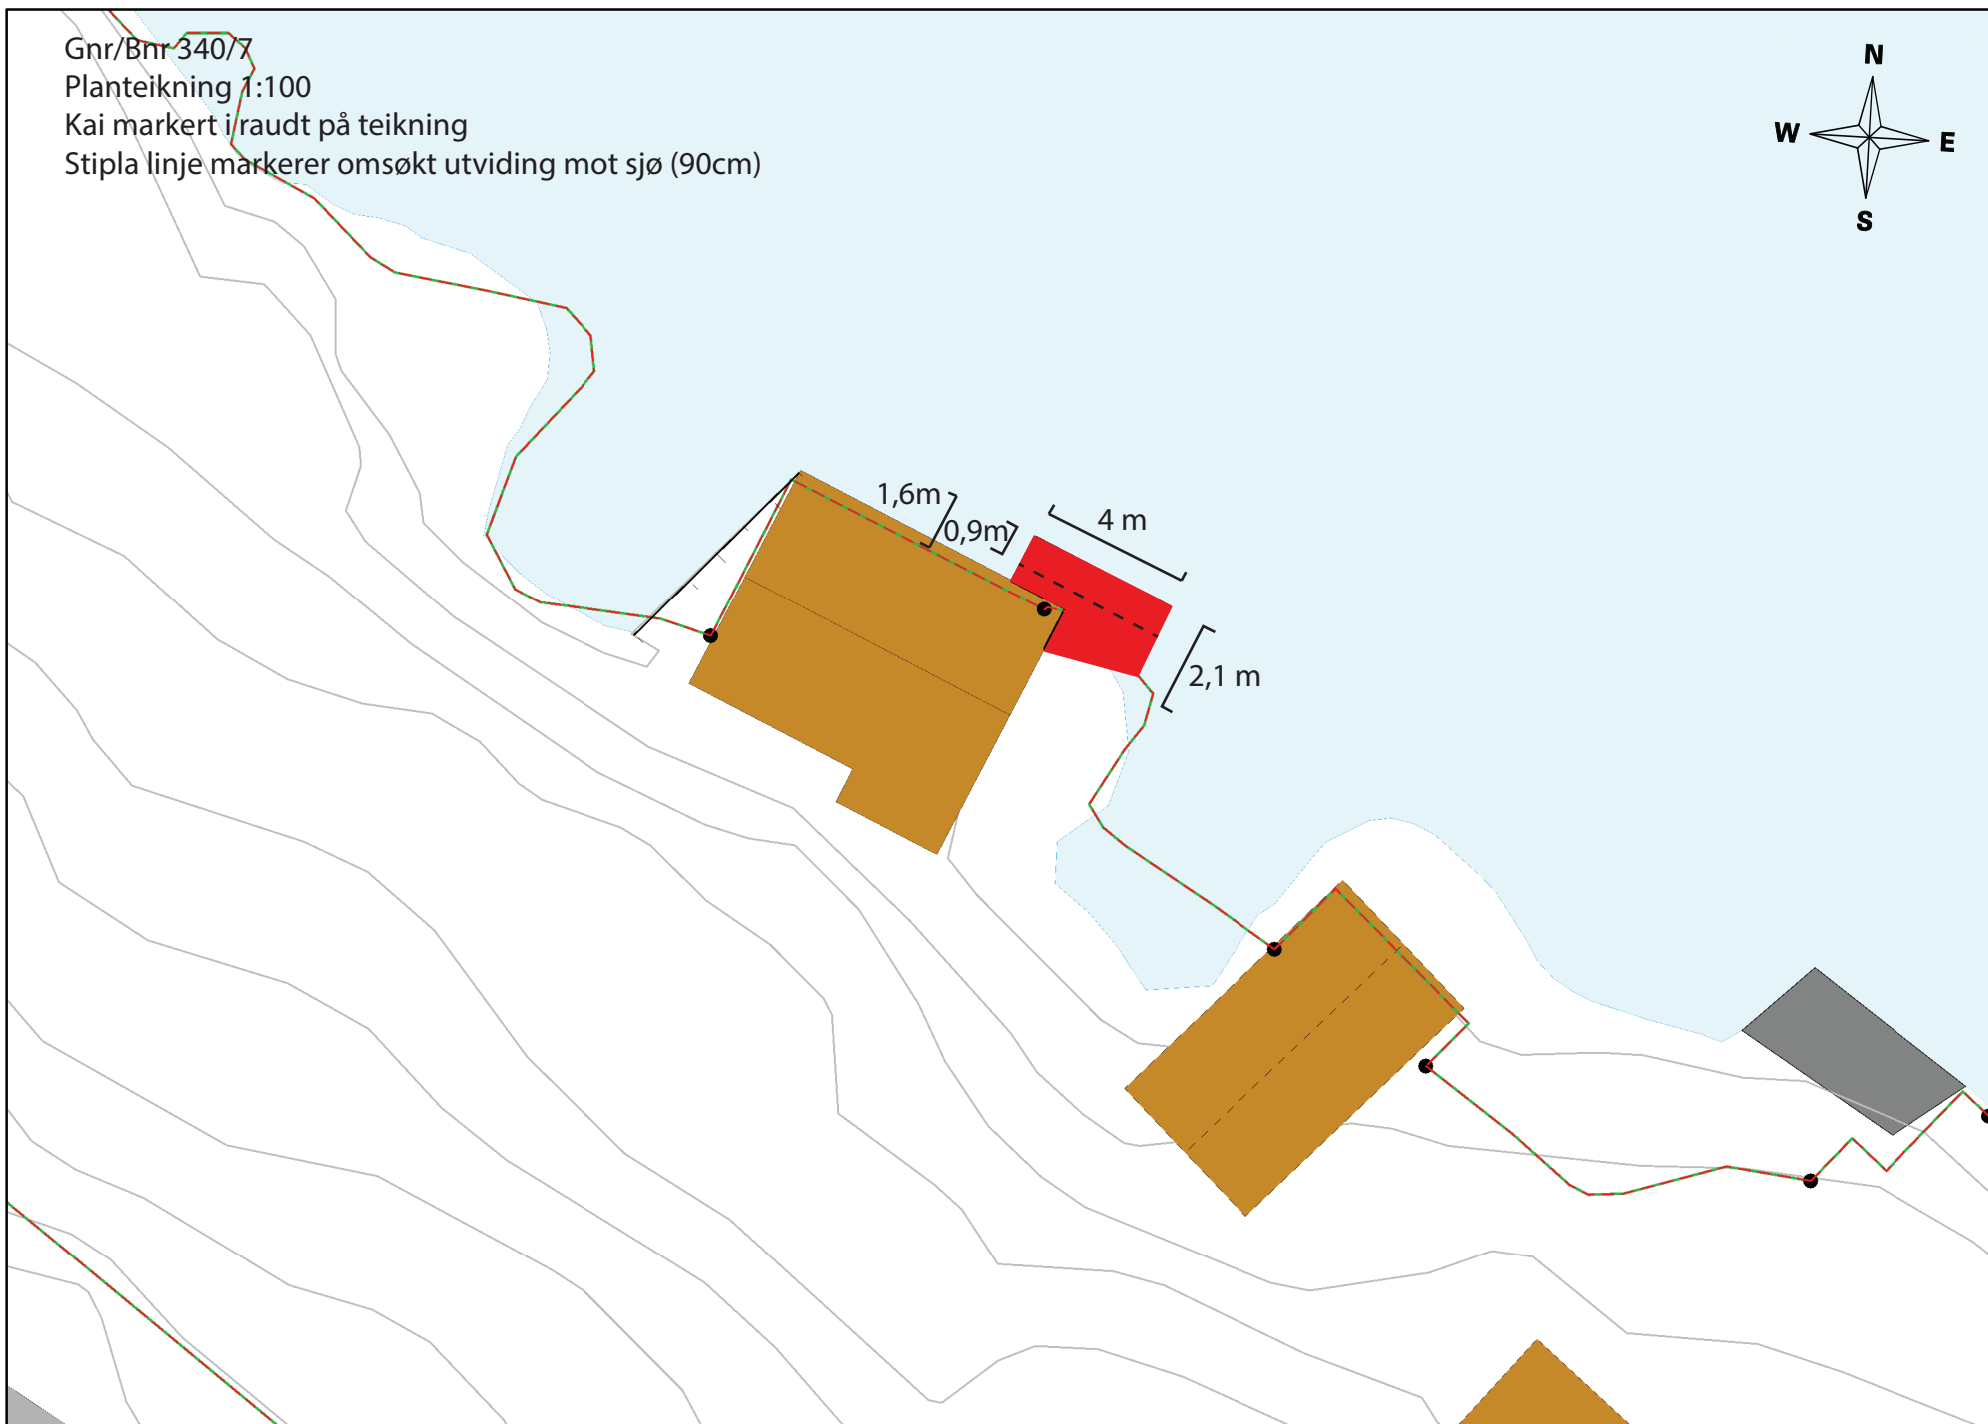 Gnr/Bnr 340/7
Planteikning 1:100
Kai markert i raudt på teikning
Stipla linje markerer omsøkt utviding mot sjø (90cm)
N
W
E
S
1,6m
0,9m
4 m
2,1 m